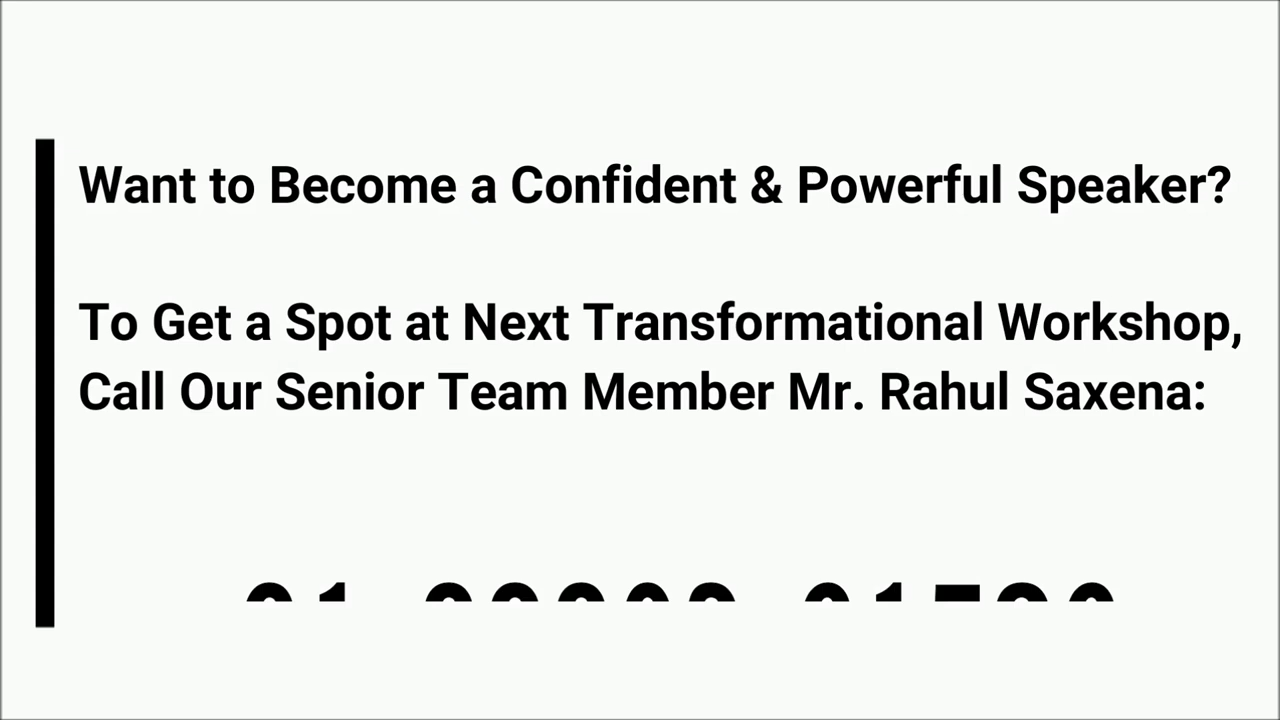 Want to Become a Confident & Powerful Speaker?
To Get a Spot at Next Transformational Workshop,
Call Our Senior Team Member Mr. Rahul Saxena: